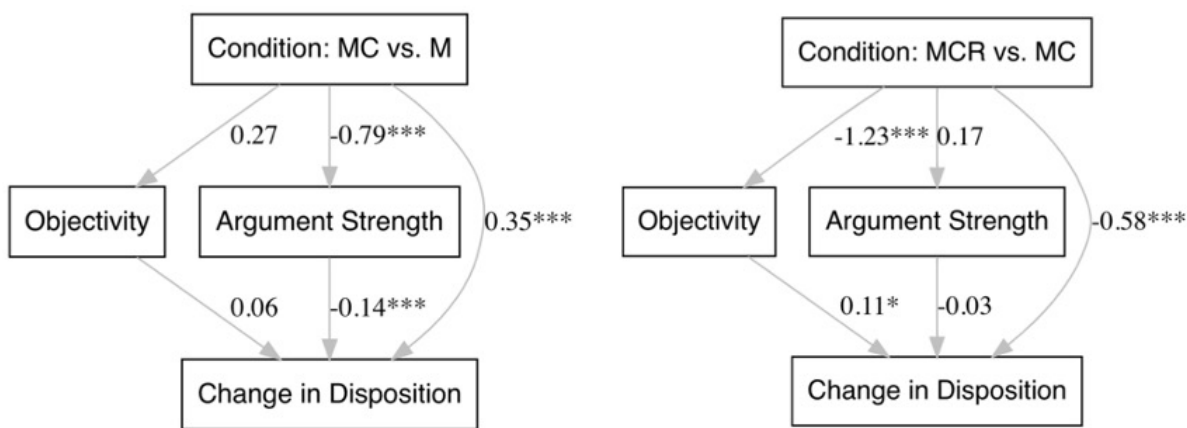 Condition: MC vs. M
0.27
-0.79***
Objectivity
Argument Strength
0.35***
0.06
-0.14***
Change in Disposition
Condition: MCR vs. MC
-1.23***
0.17
Objectivity
Argument Strength
-0.58***
0.11*
-0.03
Change in Disposition